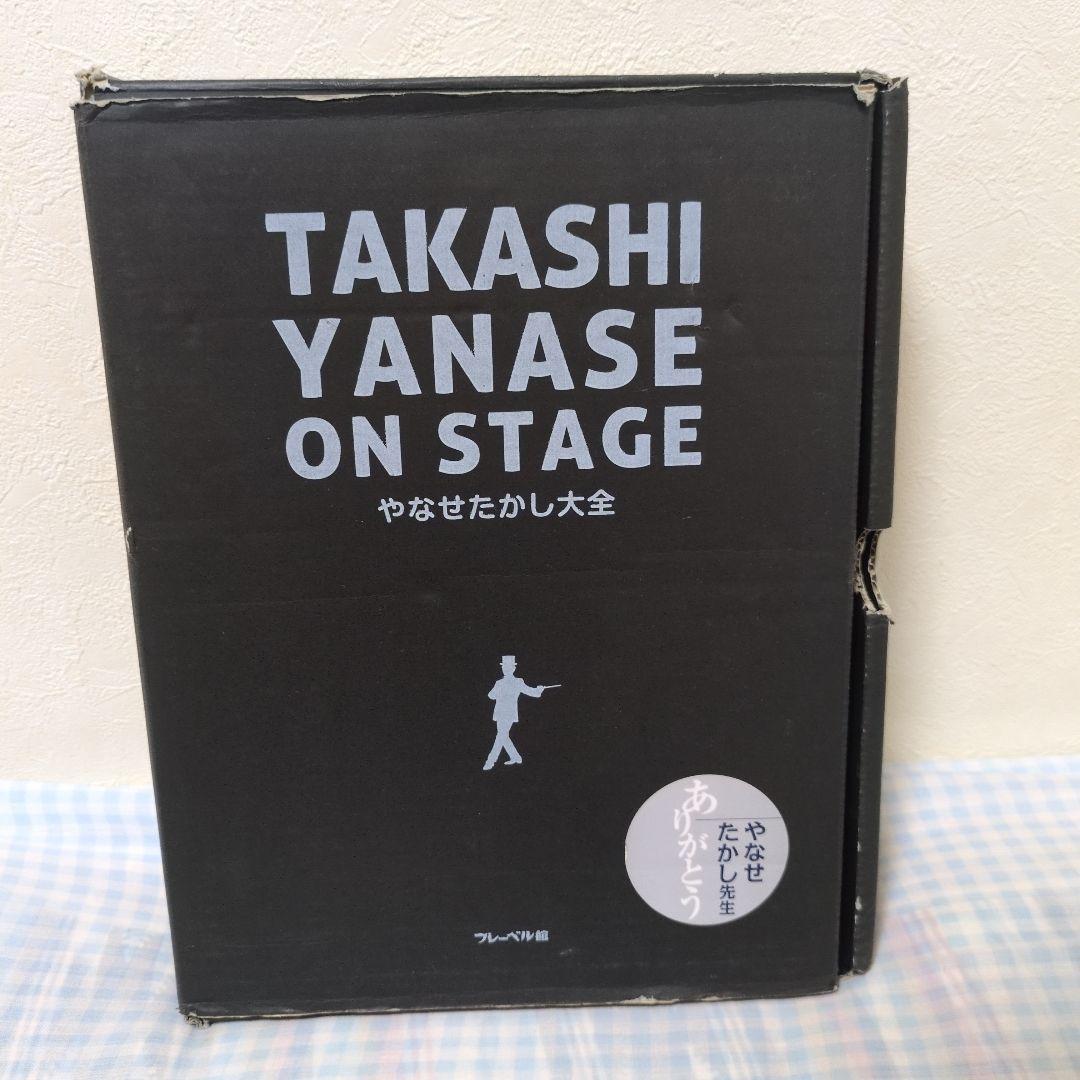 TAKASHI
YANASE
ON STAGE
やなせたかし大全
やなせ
たかし先生
ありがとう
フレーベル館